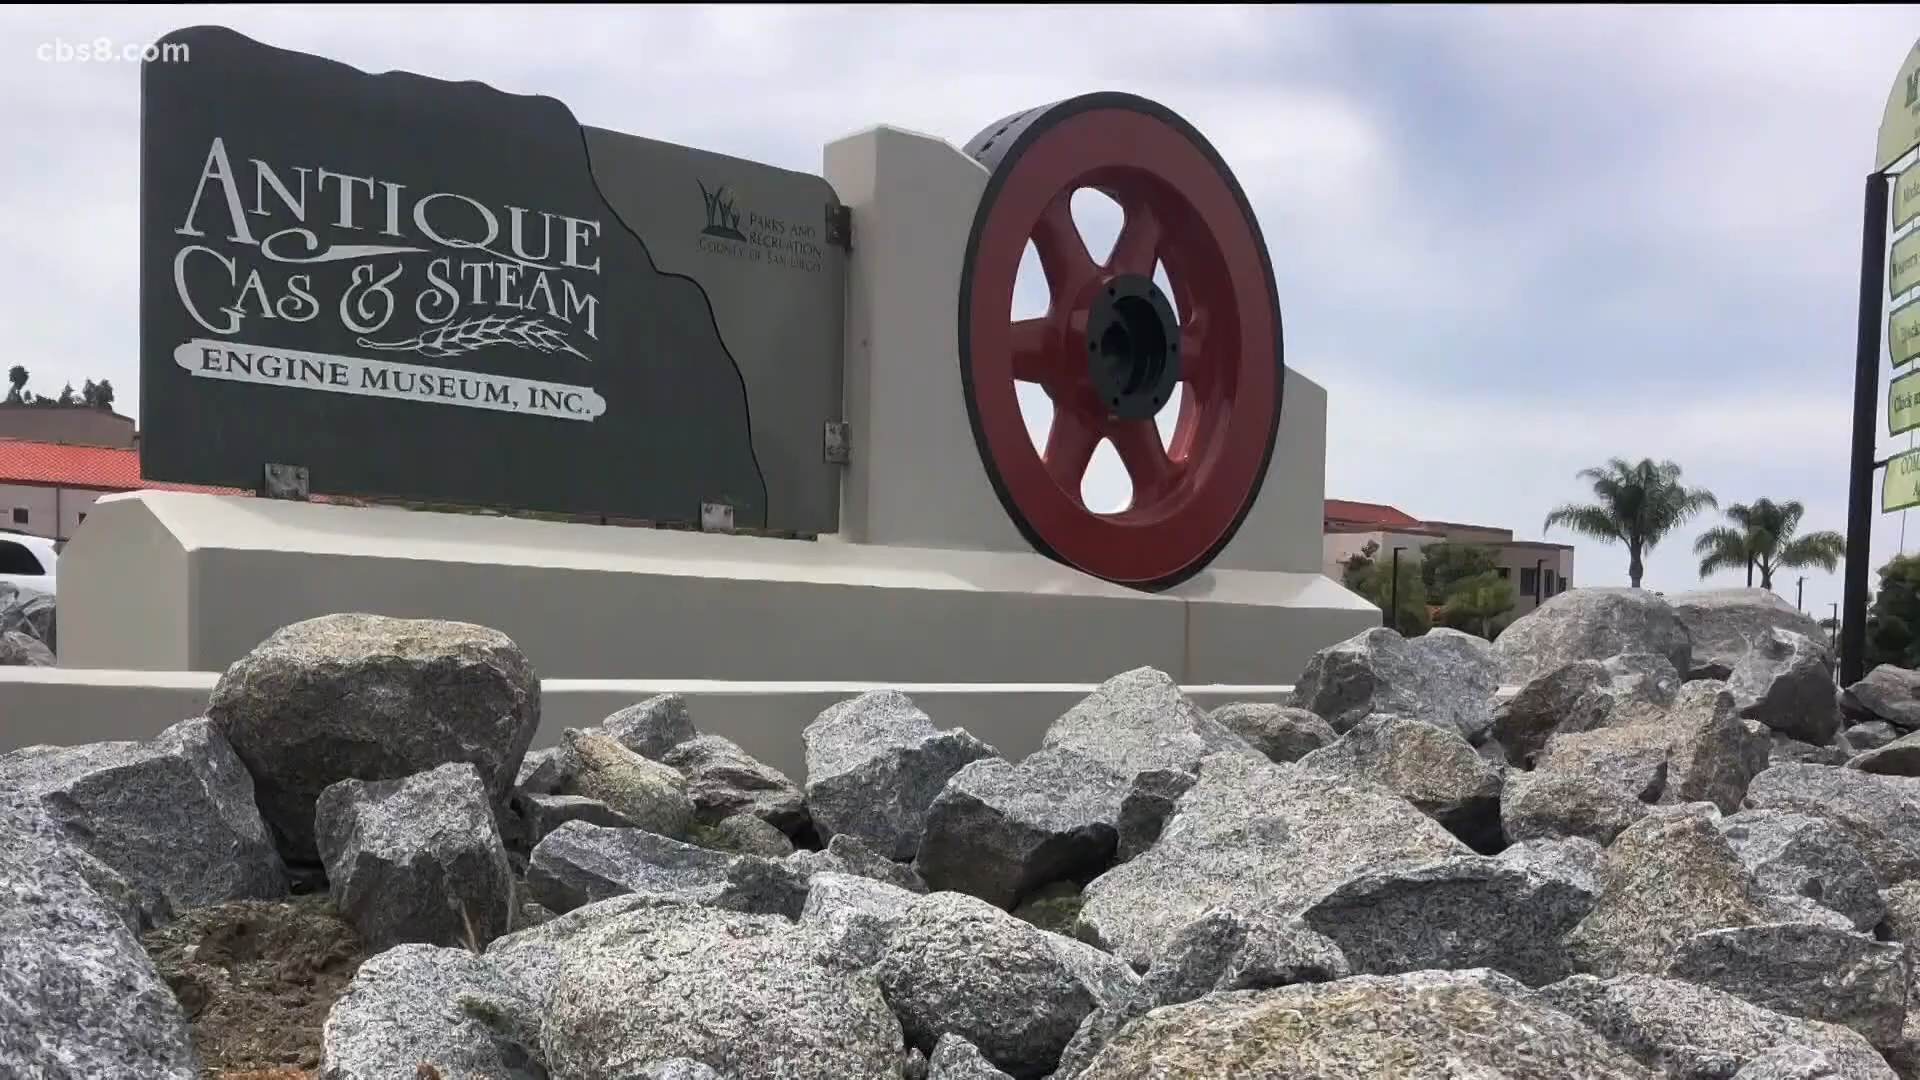 cbs8.com
ANTIQUE
GAS & STEAM
ENGINE MUSEUM, INC.
PARKS AND
RECREATION
COUNTY OF SAN DIEGO